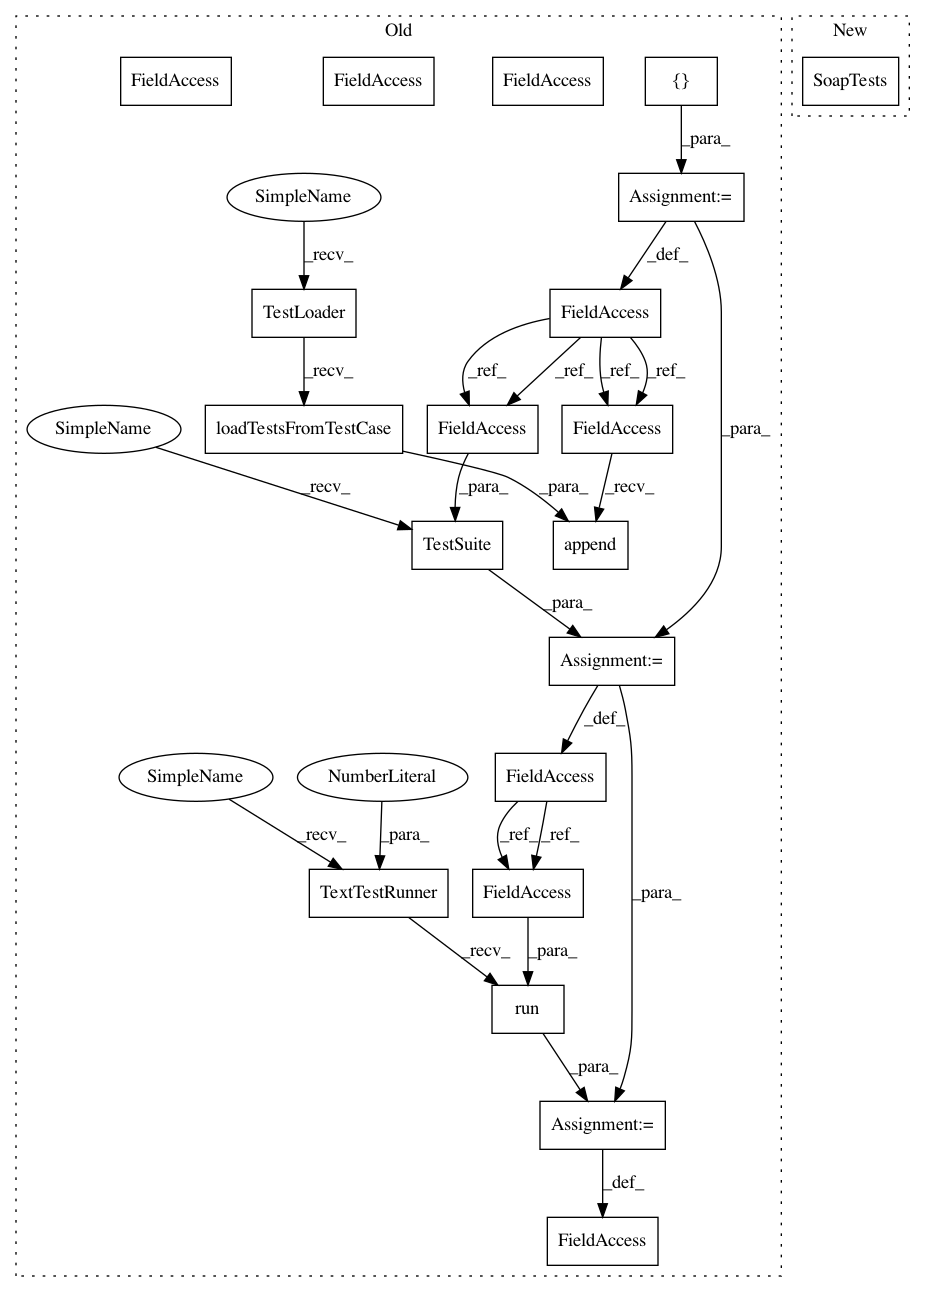 Old
New
FieldAccess
FieldAccess
FieldAccess
{}
SoapTests
_para_
SimpleName
Assignment:=
_recv_
_def_
TestLoader
FieldAccess
_recv_
_ref_
_ref_
_ref_
_ref_
SimpleName
loadTestsFromTestCase
FieldAccess
FieldAccess
_para_
_recv_
_para_
_para_
_recv_
TestSuite
append
_para_
Assignment:=
_def_
SimpleName
NumberLiteral
FieldAccess
_recv_
_para_
_ref_
_ref_
TextTestRunner
FieldAccess
_para_
_recv_
_para_
run
_para_
Assignment:=
_def_
FieldAccess